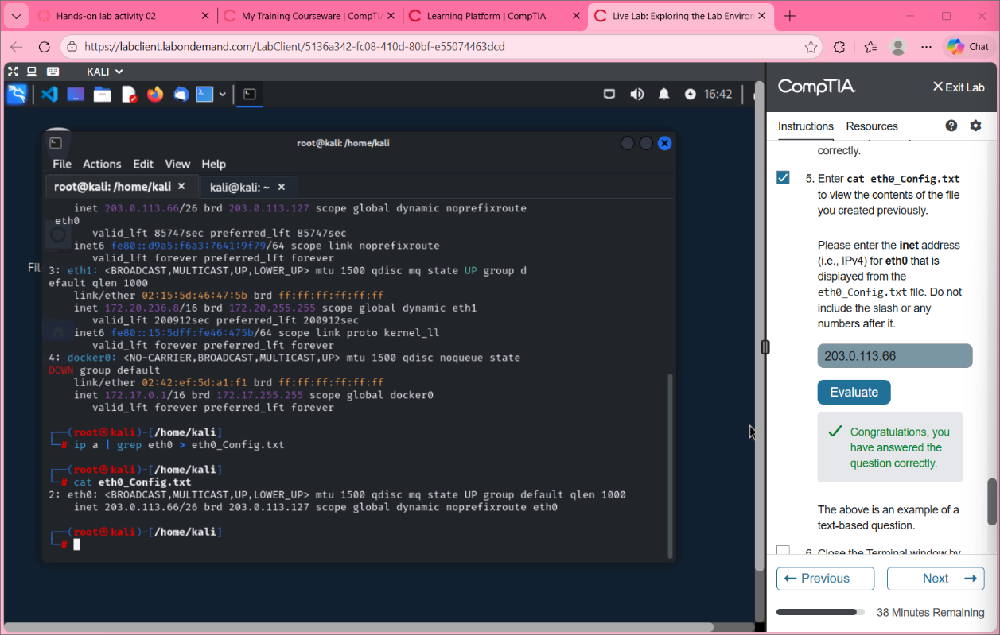 Hands-on lab activity 02
My Training Courseware | CompTI
Learning Platform | CompTIA
Live Lab: Exploring the Lab Environ
https://labclient.labondemand.com/LabClient/5136a342-fc08-410d-80bf-e55074463dcd
Chat
KALI
16:42
Fil
root@kali: /home/kali
File Actions Edit View Help
root@kali: /home/kali
kali@kali: ~
inet 203.0.113.66/26 brd 203.0.113.127 scope global dynamic noprefixroute
eth0
valid_lft 85747sec preferred_lft 85747sec
inet6 fe80::d9a5:f6a3:7641:9f79/64 scope link noprefixroute
valid_lft forever preferred_lft forever
3: eth1: <BROADCAST,MULTICAST,UP,LOWER_UP> mtu 1500 qdisc mq state UP group d
efault qlen 1000
link/ether 02:15:5d:46:47:5b brd ff:ff:ff:ff:ff:ff
inet 172.20.236.8/16 brd 172.20.255.255 scope global dynamic eth1
valid_lft 200912sec preferred_lft 200912sec
inet6 fe80::15:5dff:fe46:475b/64 scope link proto kernel_ll
valid_lft forever preferred_lft forever
4: docker0: <NO-CARRIER,BROADCAST,MULTICAST,UP> mtu 1500 qdisc noqueue state
DOWN group default
link/ether 02:42:ef:5d:a1:f1 brd ff:ff:ff:ff:ff:ff
inet 172.17.0.1/16 brd 172.17.255.255 scope global docker0
valid_lft forever preferred_lft forever
(root㉿kali)-[/home/kali]
# ip a | grep eth0 > eth0_Config.txt
(root㉿kali)-[/home/kali]
# cat eth0_Config.txt
2: eth0: <BROADCAST,MULTICAST,UP,LOWER_UP> mtu 1500 qdisc mq state UP group default qlen 1000
inet 203.0.113.66/26 brd 203.0.113.127 scope global dynamic noprefixroute eth0
(root㉿kali)-[/home/kali]
#
CompTIA.
Exit Lab
Instructions Resources
correctly.
5. Enter cat eth0_Config.txt
to view the contents of the file
you created previously.
Please enter the inet address
(i.e., IPv4) for eth0 that is
displayed from the
eth0_Config.txt file. Do not
include the slash or any
numbers after it.
203.0.113.66
Evaluate
Congratulations, you
have answered the
question correctly.
The above is an example of a
text-based question.
6. Close the Terminal window by
Previous
Next
38 Minutes Remaining